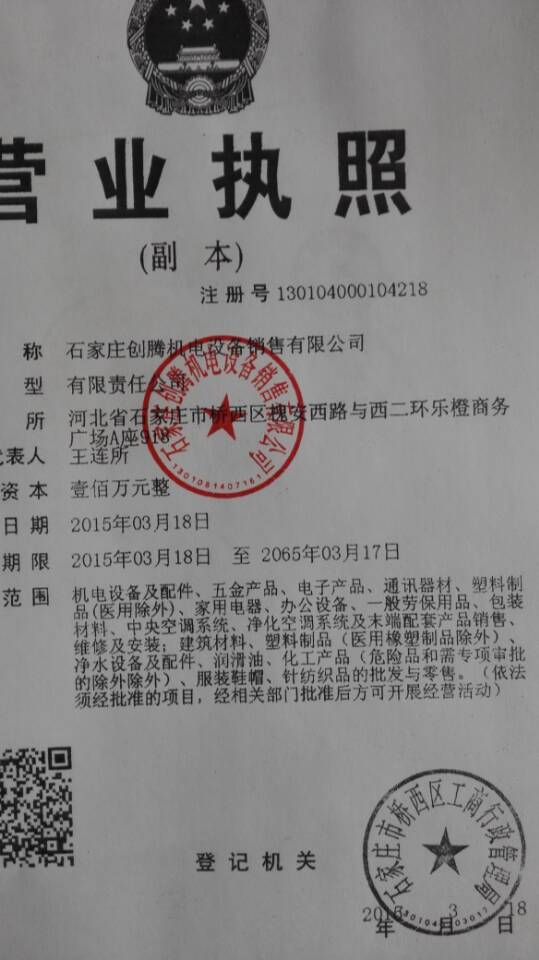 营业执照
(副 本)
注 册 号 130104000104218
称 石家庄创腾机电设备销售有限公司
型 有限责任公司
所 河北省石家庄市桥西区槐安西路与西二环乐橙商务
广场A座918
代表人 王连所
资 本 壹佰万元整
日 期 2015年03月18日
期 限 2015年03月18日 至 2065年03月17日
范 围 机电设备及配件、五金产品、电子产品、通讯器材、塑料制
品(医用除外)、家用电器、办公设备、一般劳保用品、包装
材料、中央空调系统、净化空调系统及末端配套产品销售、
维修及安装；建筑材料、塑料制品（医用橡塑制品除外）、
净水设备及配件、润滑油、化工产品（危险品和需专项审批
的除外除外）、服装鞋帽、针纺织品的批发与零售。（依法
须经批准的项目，经相关部门批准后方可开展经营活动）
石家庄创腾机电设备销售有限公司
1301081407161
登 记 机 关
石家庄市桥西区工商行政管理局
2015 3 18
年 月 日